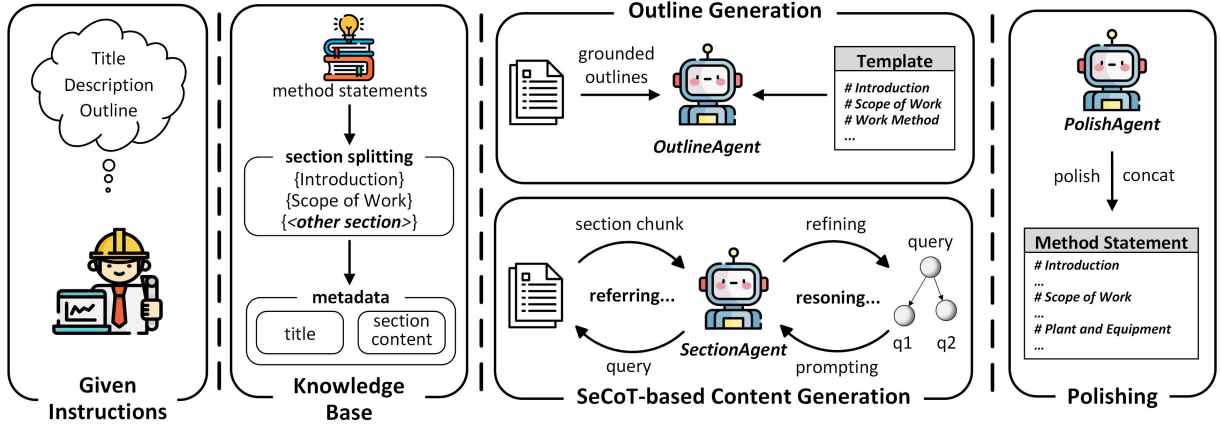 Title
Description
Outline
Given
Instructions
method statements
section splitting
{Introduction}
{Scope of Work}
{<other section>}
metadata
title
section
content
Knowledge
Base
Outline Generation
grounded
outlines
OutlineAgent
Template
# Introduction
# Scope of Work
# Work Method
...
section chunk
referring...
query
SectionAgent
refining
resoning...
prompting
query
q1
q2
SeCoT-based Content Generation
PolishAgent
polish
concat
Method Statement
# Introduction
...
# Scope of Work
...
# Plant and Equipment
...
Polishing